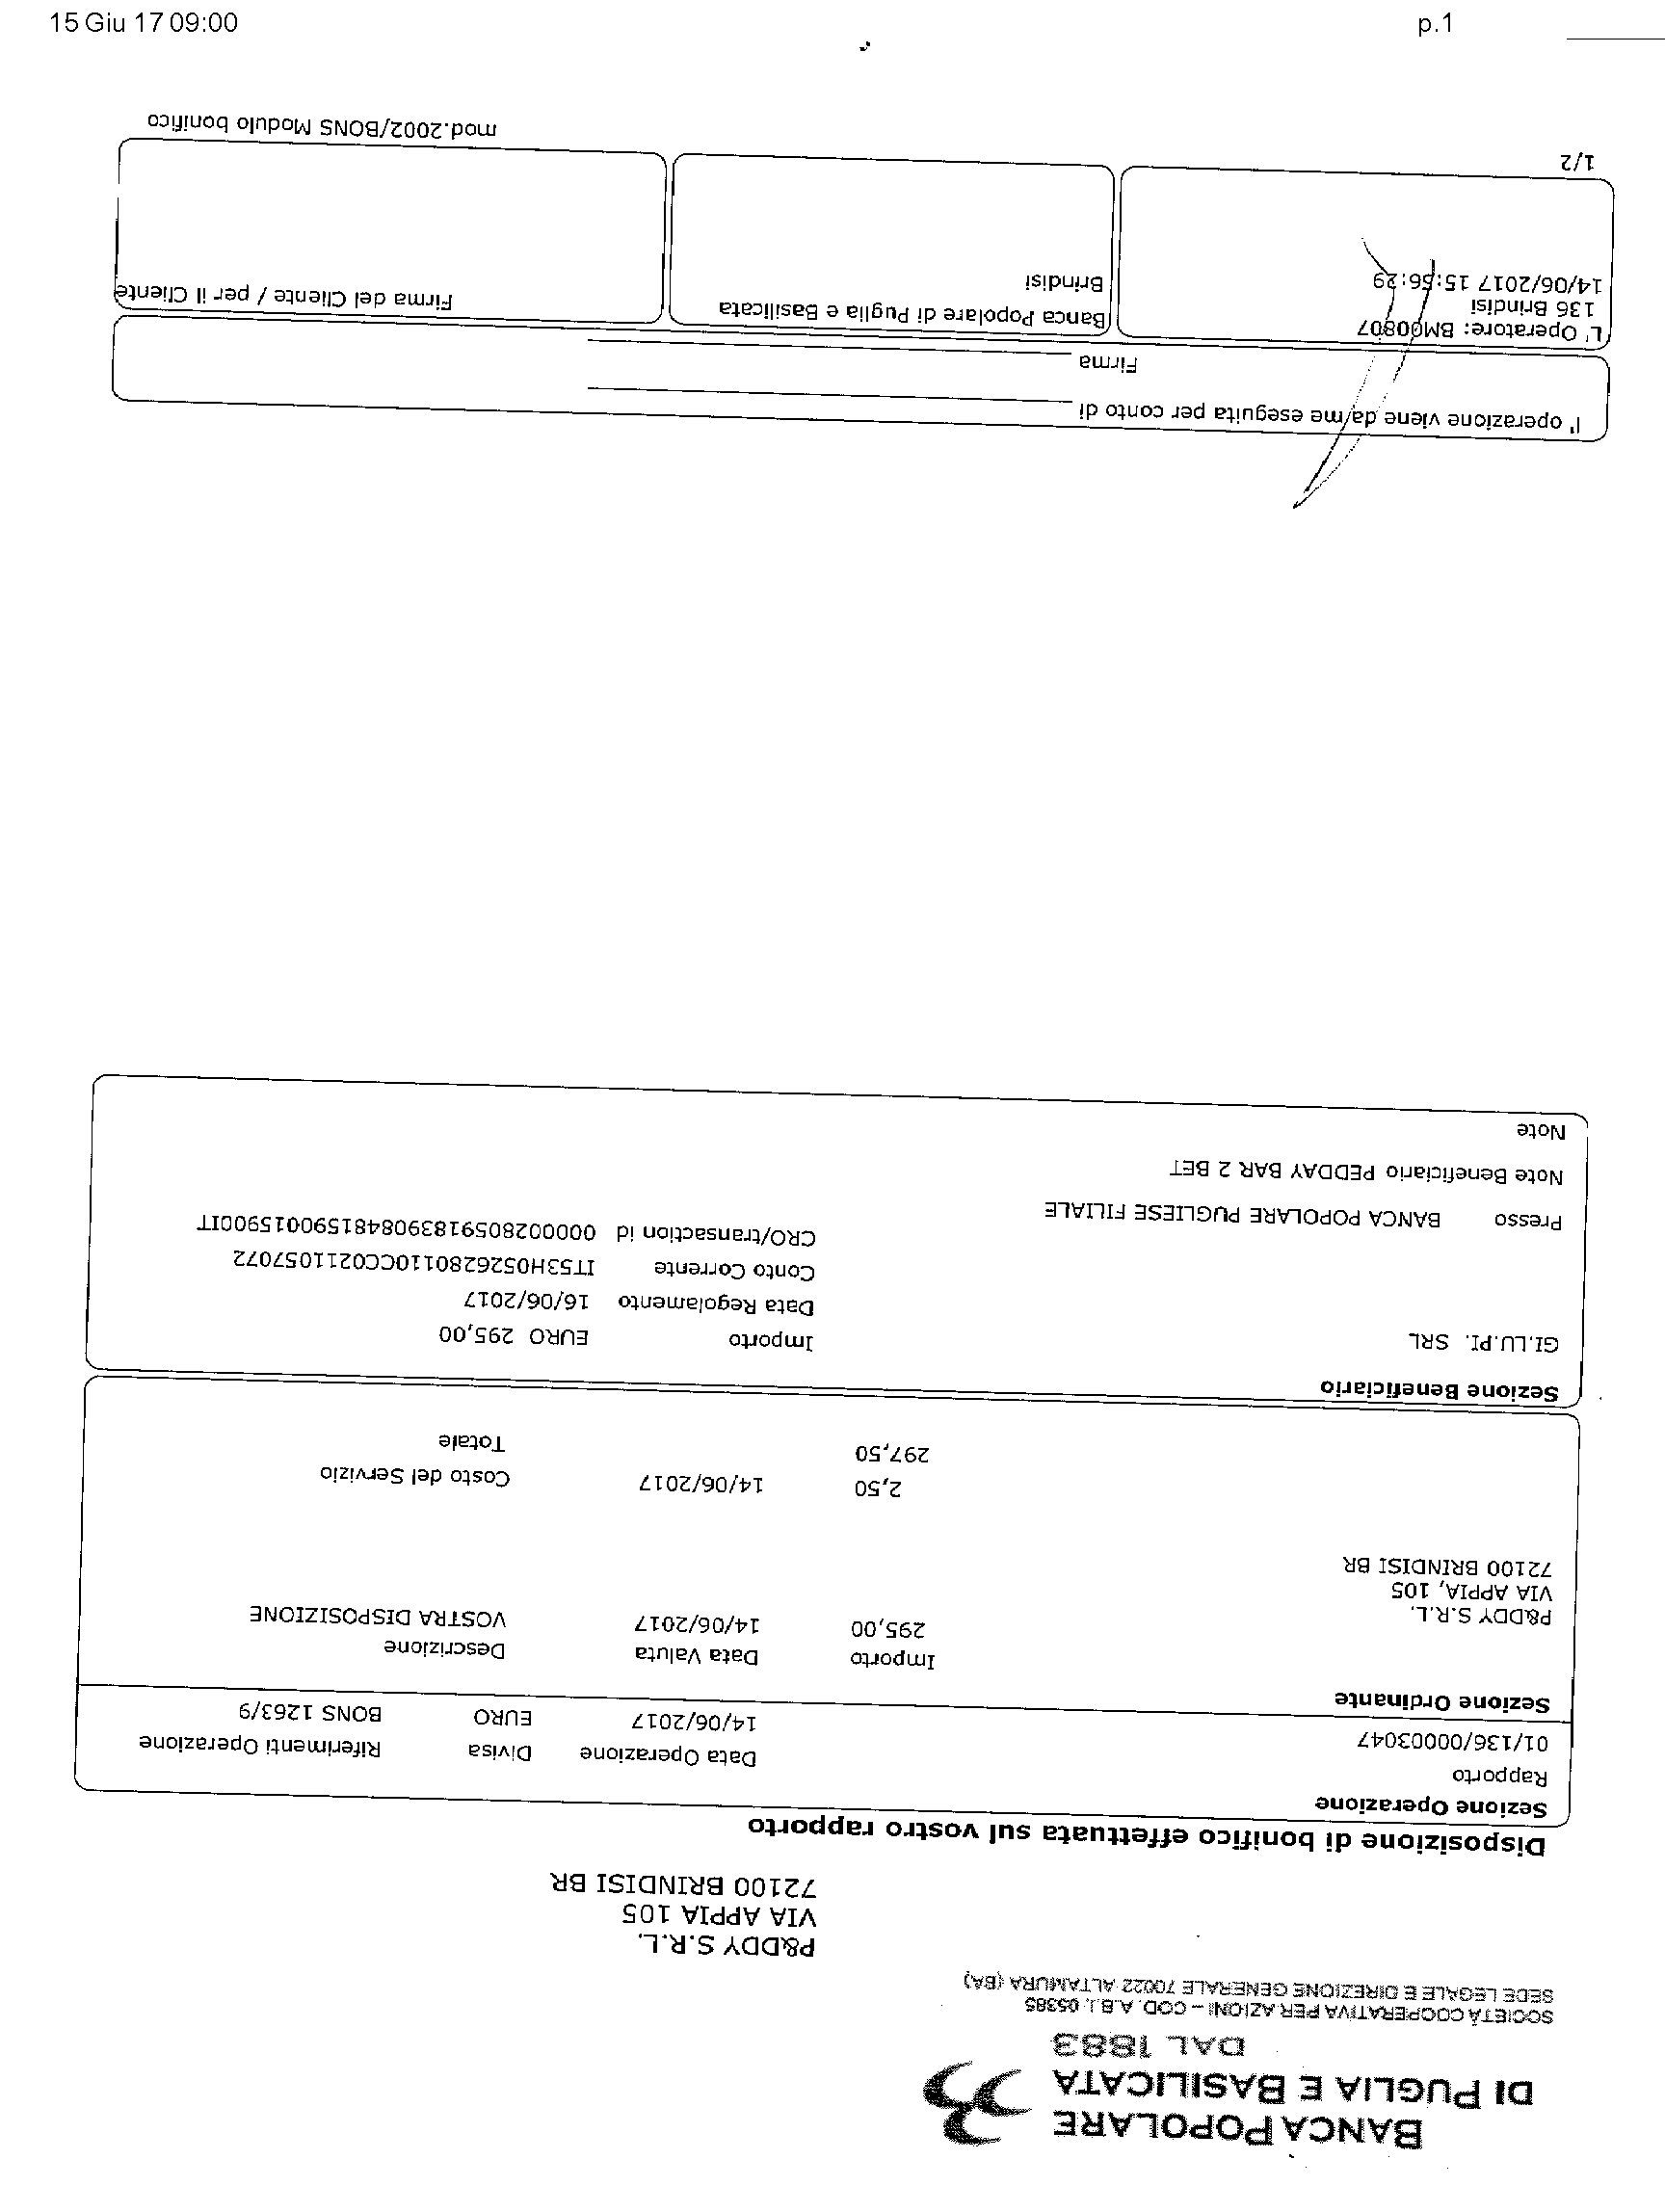 15 Giu 17 09:00 p.1
BANCA POPOLARE
DI PUGLIA E BASILICATA
DAL 1883
SOCIETÀ COOPERATIVA PER AZIONI – COD. A.B.I. 05385
SEDE LEGALE E DIREZIONE GENERALE 70022 ALTAMURA (BA)
P&DDY S.R.L.
VIA APPIA 105
72100 BRINDISI BR
Disposizione di bonifico effettuata sul vostro rapporto
Sezione Operazione
Rapporto Data Operazione Divisa Riferimenti Operazione
01/136/00003047 14/06/2017 EURO BONS 1263/9
Sezione Ordinante
Importo Data Valuta Descrizione
P&DDY S.R.L. 295,00 14/06/2017 VOSTRA DISPOSIZIONE
VIA APPIA, 105
72100 BRINDISI BR
2,50 14/06/2017 Costo del Servizio
297,50 Totale
Sezione Beneficiario
GI.LU.PI. SRL Importo EURO 295,00
Data Regolamento 16/06/2017
Conto Corrente IT53H0526280110CC0211057072
CRO/transaction id 0000028059183908481590015900IT
Presso BANCA POPOLARE PUGLIESE FILIALE
Note Beneficiario PEDDAY BAR 2 BET
Note
l' operazione viene da me eseguita per conto di
Firma
L' Operatore: BM00807
136 Brindisi
14/06/2017 15:56:29
Banca Popolare di Puglia e Basilicata
Brindisi
Firma del Cliente / per il Cliente
1/2
mod.2002/BONS Modulo bonifico